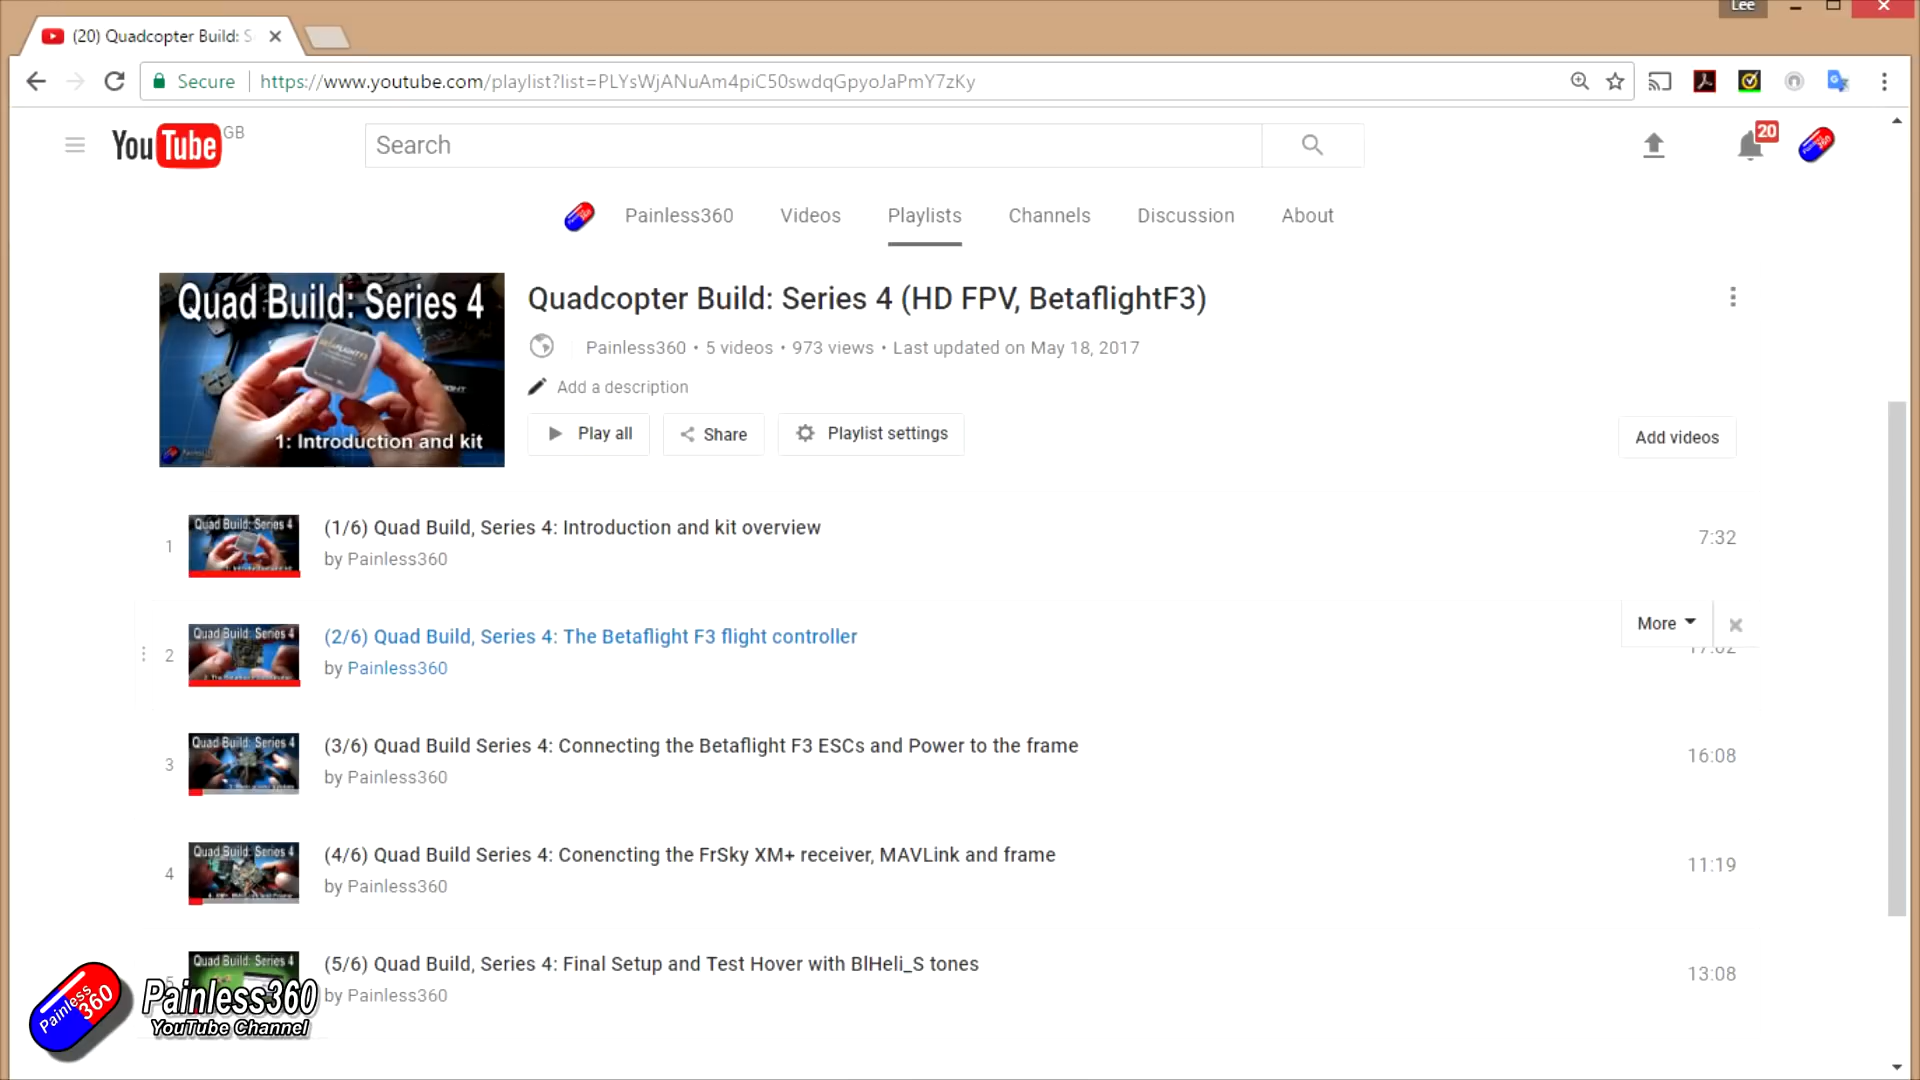 Lee
(20) Quadcopter Build: S
Secure https://www.youtube.com/playlist?list=PLYsWjANuAm4piC50swdqGpyoJaPmY7zKy
YouTube GB
Search
20
Painless360 Videos Playlists Channels Discussion About
Quad Build: Series 4
1: Introduction and kit
Quadcopter Build: Series 4 (HD FPV, BetaflightF3)
Painless360 • 5 videos • 973 views • Last updated on May 18, 2017
Add a description
Play all Share Playlist settings
Add videos
1
Quad Build: Series 4
(1/6) Quad Build, Series 4: Introduction and kit overview
by Painless360
7:32
2
Quad Build: Series 4
(2/6) Quad Build, Series 4: The Betaflight F3 flight controller
by Painless360
More
17:02
3
Quad Build: Series 4
(3/6) Quad Build Series 4: Connecting the Betaflight F3 ESCs and Power to the frame
by Painless360
16:08
4
Quad Build: Series 4
(4/6) Quad Build Series 4: Conencting the FrSky XM+ receiver, MAVLink and frame
by Painless360
11:19
Quad Build: Series 4
(5/6) Quad Build, Series 4: Final Setup and Test Hover with BlHeli_S tones
by Painless360
13:08
Painless 360
Painless360
YouTube Channel